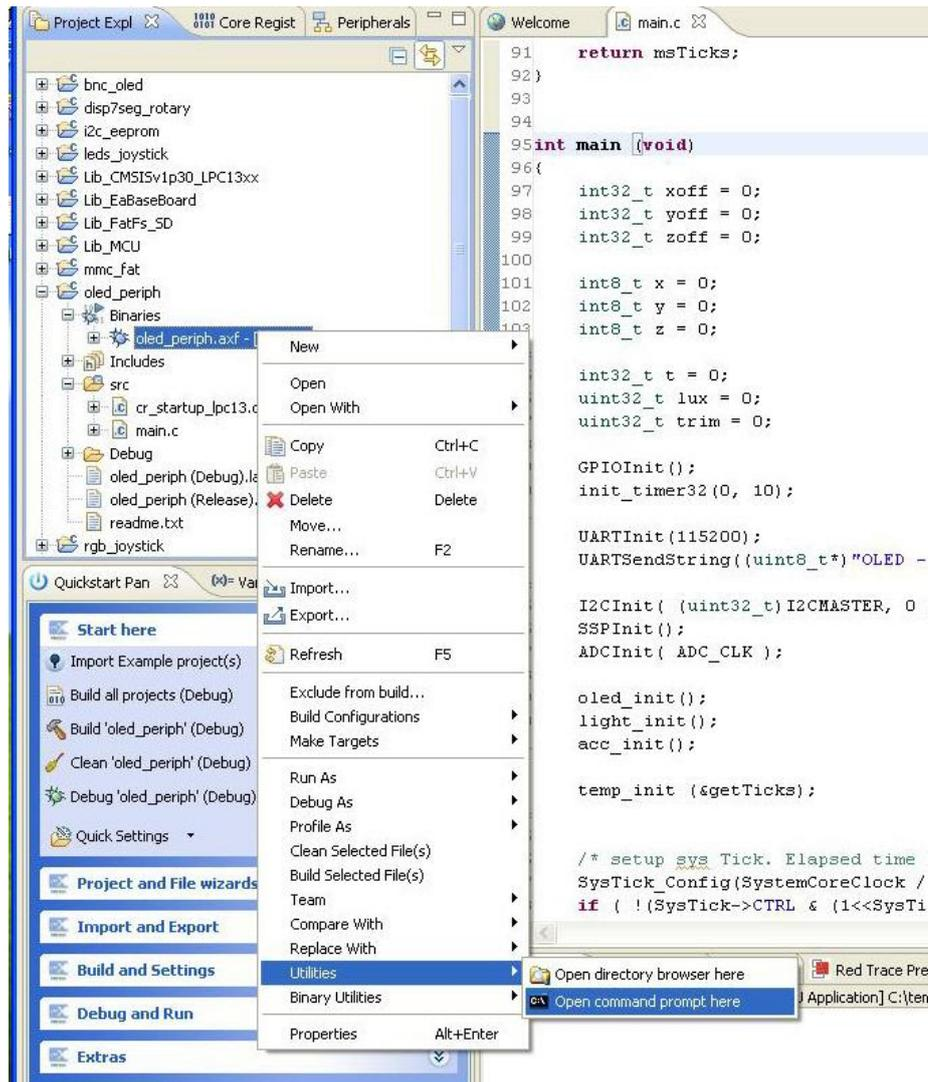 Project Expl
Core Regist
Peripherals
Welcome
main.c
bnc_oled
disp7seg_rotary
i2c_eeprom
leds_joystick
Lib_CMSISv1p30_LPC13xx
Lib_EaBaseBoard
Lib_FatFs_SD
Lib_MCU
mmc_fat
oled_periph
Binaries
oled_periph.axf - [
Includes
src
cr_startup_lpc13.c
main.c
Debug
oled_periph (Debug).la
oled_periph (Release).
readme.txt
rgb_joystick
91 return msTicks;
92 }
93
94
95 int main (void)
96 {
97 int32_t xoff = 0;
98 int32_t yoff = 0;
99 int32_t zoff = 0;
100
101 int8_t x = 0;
102 int8_t y = 0;
103 int8_t z = 0;
int32_t t = 0;
uint32_t lux = 0;
uint32_t trim = 0;
GPIOInit();
init_timer32(0, 10);
UARTInit(115200);
UARTSendString((uint8_t*)"OLED -
I2CInit( (uint32_t)I2CMASTER, 0
SSPInit();
ADCInit( ADC_CLK );
oled_init();
light_init();
acc_init();
temp_init (&getTicks);
/* setup sys Tick. Elapsed time
SysTick_Config(SystemCoreClock /
if ( !(SysTick->CTRL & (1<<SysTi
New
Open
Open With
Copy Ctrl+C
Paste Ctrl+V
Delete Delete
Move...
Rename... F2
Import...
Export...
Refresh F5
Exclude from build...
Build Configurations
Make Targets
Run As
Debug As
Profile As
Clean Selected File(s)
Build Selected File(s)
Team
Compare With
Replace With
Utilities
Binary Utilities
Properties Alt+Enter
Open directory browser here
Open command prompt here
Quickstart Pan
(x)= Va
Start here
Import Example project(s)
Build all projects (Debug)
Build 'oled_periph' (Debug)
Clean 'oled_periph' (Debug)
Debug 'oled_periph' (Debug)
Quick Settings
Project and File wizards
Import and Export
Build and Settings
Debug and Run
Extras
Red Trace Pre
Application] C:\ten